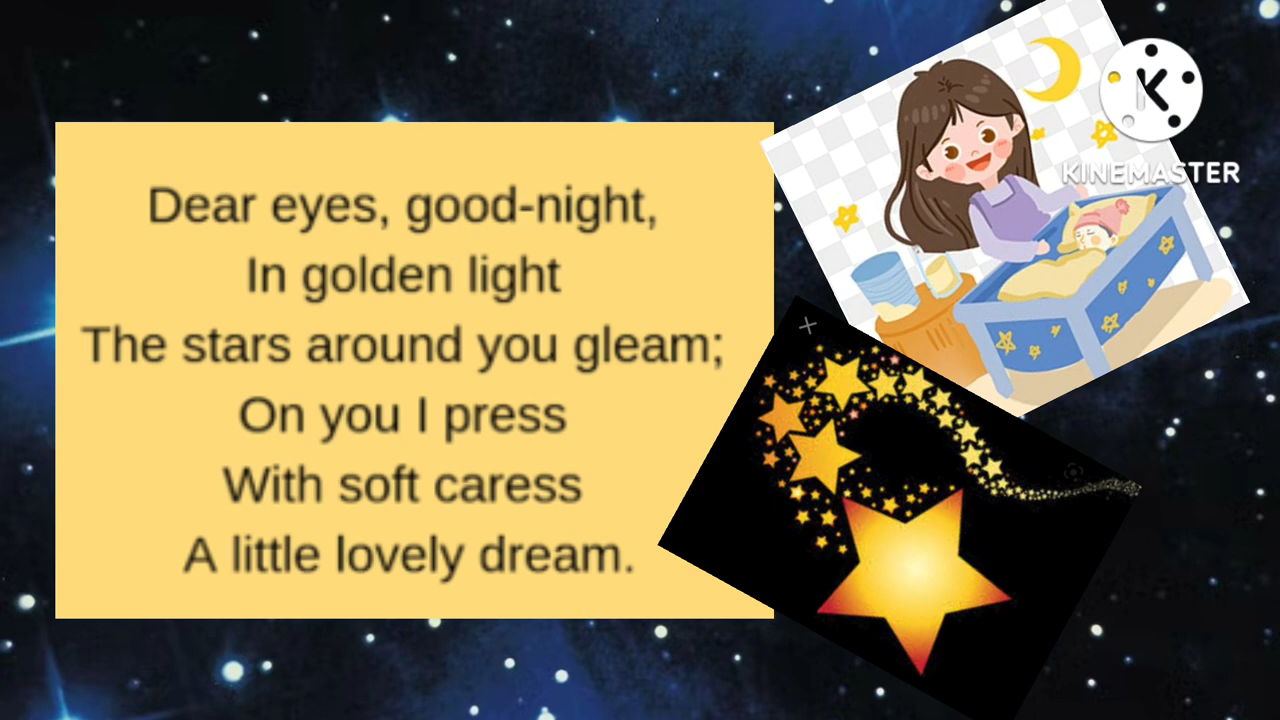 Dear eyes, good-night,
In golden light
The stars around you gleam;
On you I press
With soft caress
A little lovely dream.
K
KINEMASTER